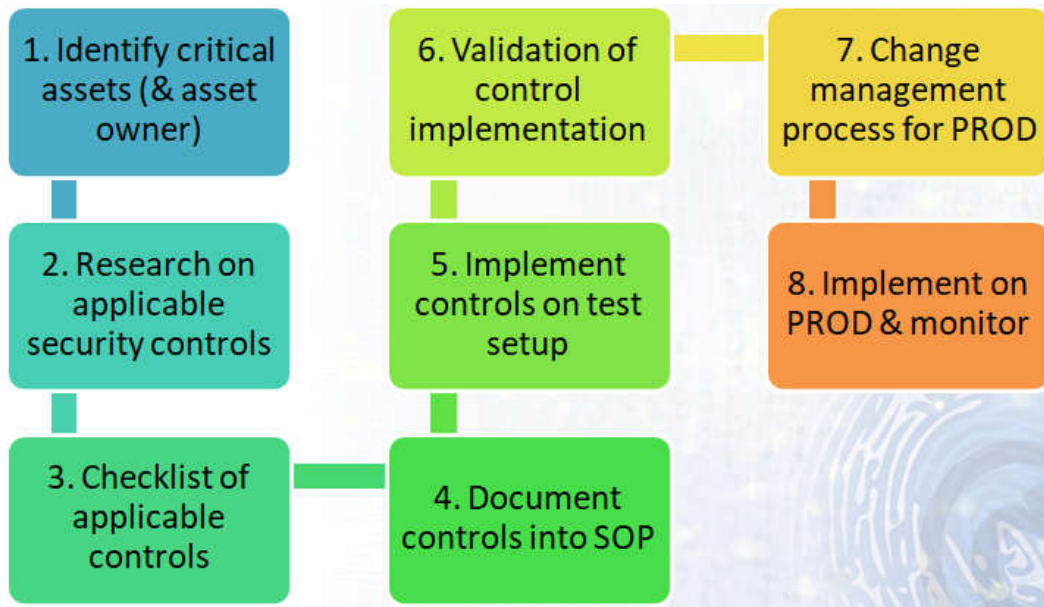 1. Identify critical
assets (& asset
owner)
2. Research on
applicable
security controls
3. Checklist of
applicable
controls
4. Document
controls into SOP
5. Implement
controls on test
setup
6. Validation of
control
implementation
7. Change
management
process for PROD
8. Implement on
PROD & monitor